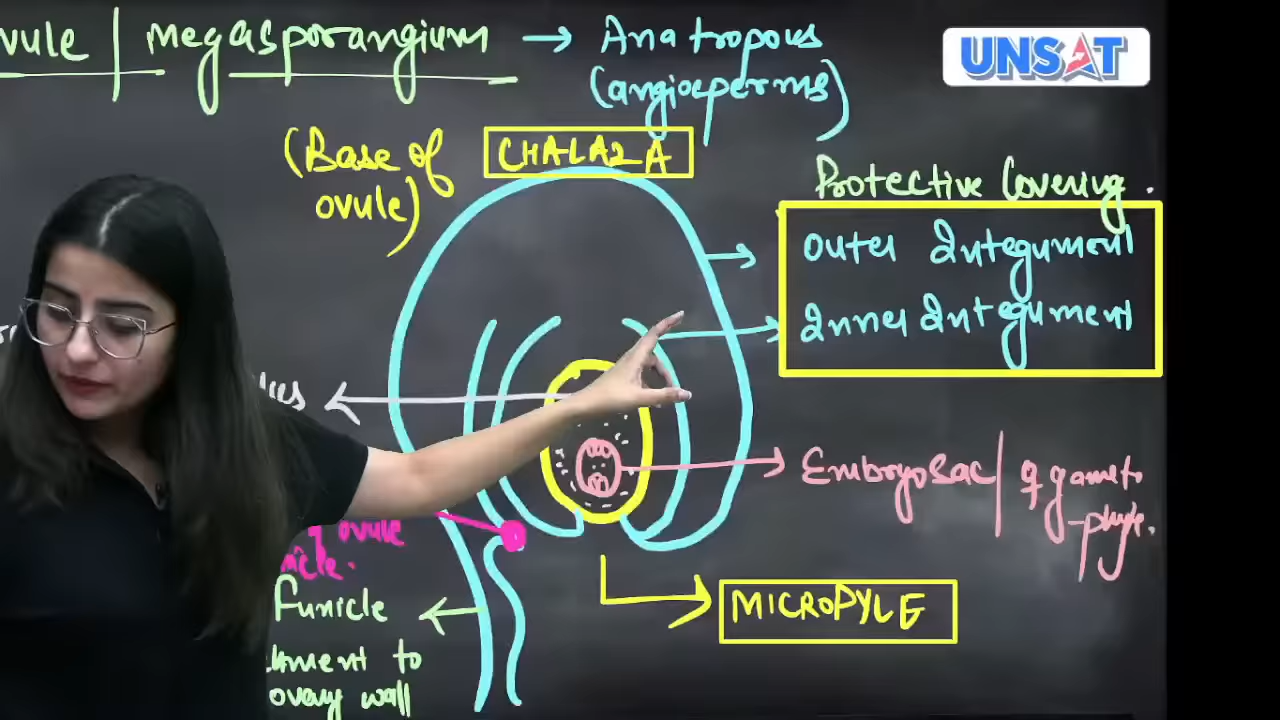 vule | megasporangium → Anatropous
(angiosperms)
UNSAT
(Base of
ovule)
CHALAZA
Protective Covering.
Outer Integument
Inner Integument
Embryosac / ♀ gameto
-phyte.
ovule
Funicle
MICROPYLE
to
ovary wall